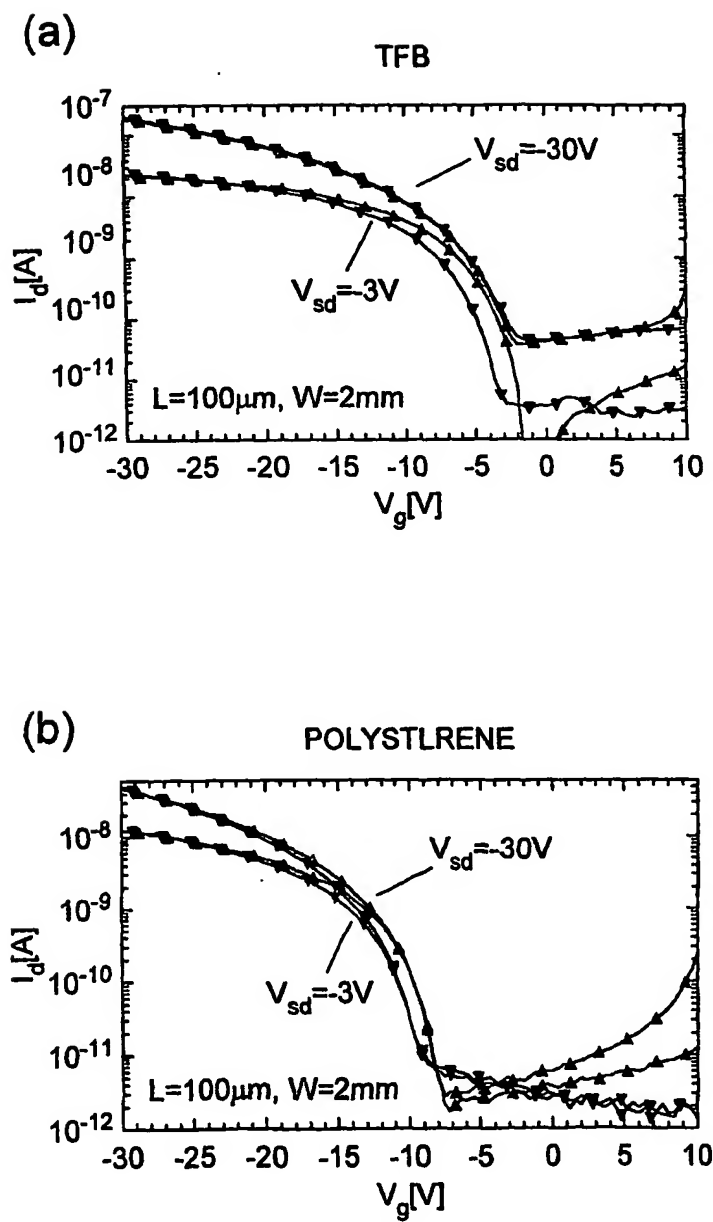 (a)
TFB
10⁻⁷
10⁻⁸
10⁻⁹
10⁻¹⁰
10⁻¹¹
10⁻¹²
I_d[A]
V_sd=-30V
V_sd=-3V
L=100μm, W=2mm
-30 -25 -20 -15 -10 -5 0 5 10
V_g[V]
(b)
POLYSTLRENE
10⁻⁸
10⁻⁹
10⁻¹⁰
10⁻¹¹
10⁻¹²
I_d[A]
V_sd=-30V
V_sd=-3V
L=100μm, W=2mm
-30 -25 -20 -15 -10 -5 0 5 10
V_g[V]